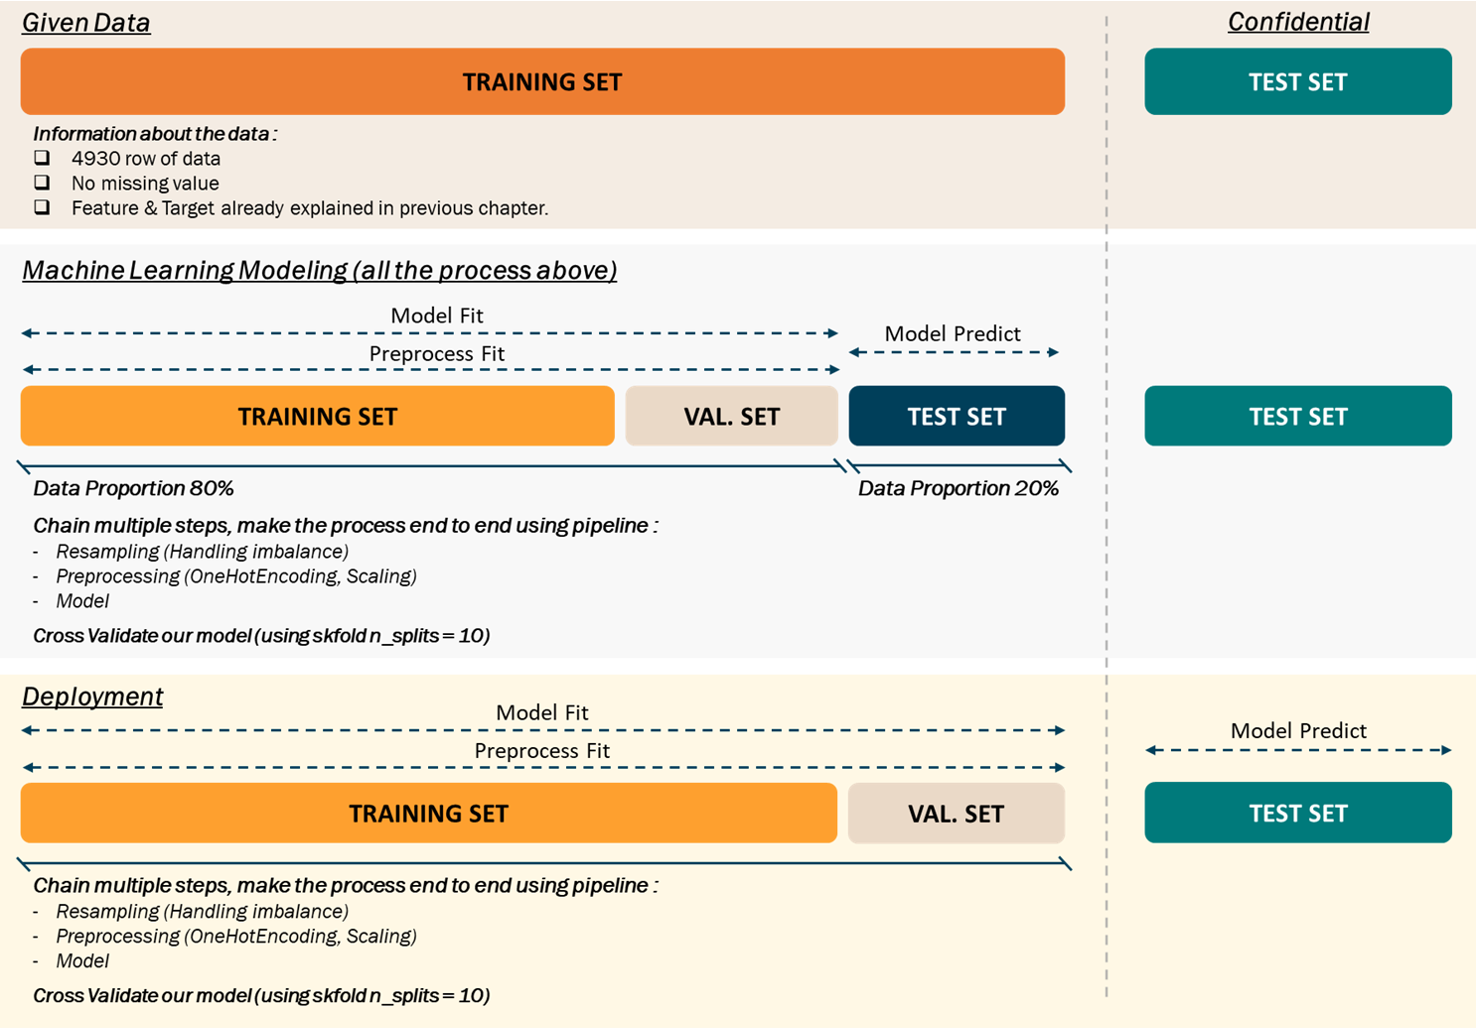 Given Data
Confidential
TRAINING SET
TEST SET
Information about the data :
❑ 4930 row of data
❑ No missing value
❑ Feature & Target already explained in previous chapter.
Machine Learning Modeling (all the process above)
Model Fit
Model Predict
Preprocess Fit
TRAINING SET
VAL. SET
TEST SET
TEST SET
Data Proportion 80%
Data Proportion 20%
Chain multiple steps, make the process end to end using pipeline :
- Resampling (Handling imbalance)
- Preprocessing (OneHotEncoding, Scaling)
- Model
Cross Validate our model (using skfold n_splits = 10)
Deployment
Model Fit
Model Predict
Preprocess Fit
TRAINING SET
VAL. SET
TEST SET
Chain multiple steps, make the process end to end using pipeline :
- Resampling (Handling imbalance)
- Preprocessing (OneHotEncoding, Scaling)
- Model
Cross Validate our model (using skfold n_splits = 10)